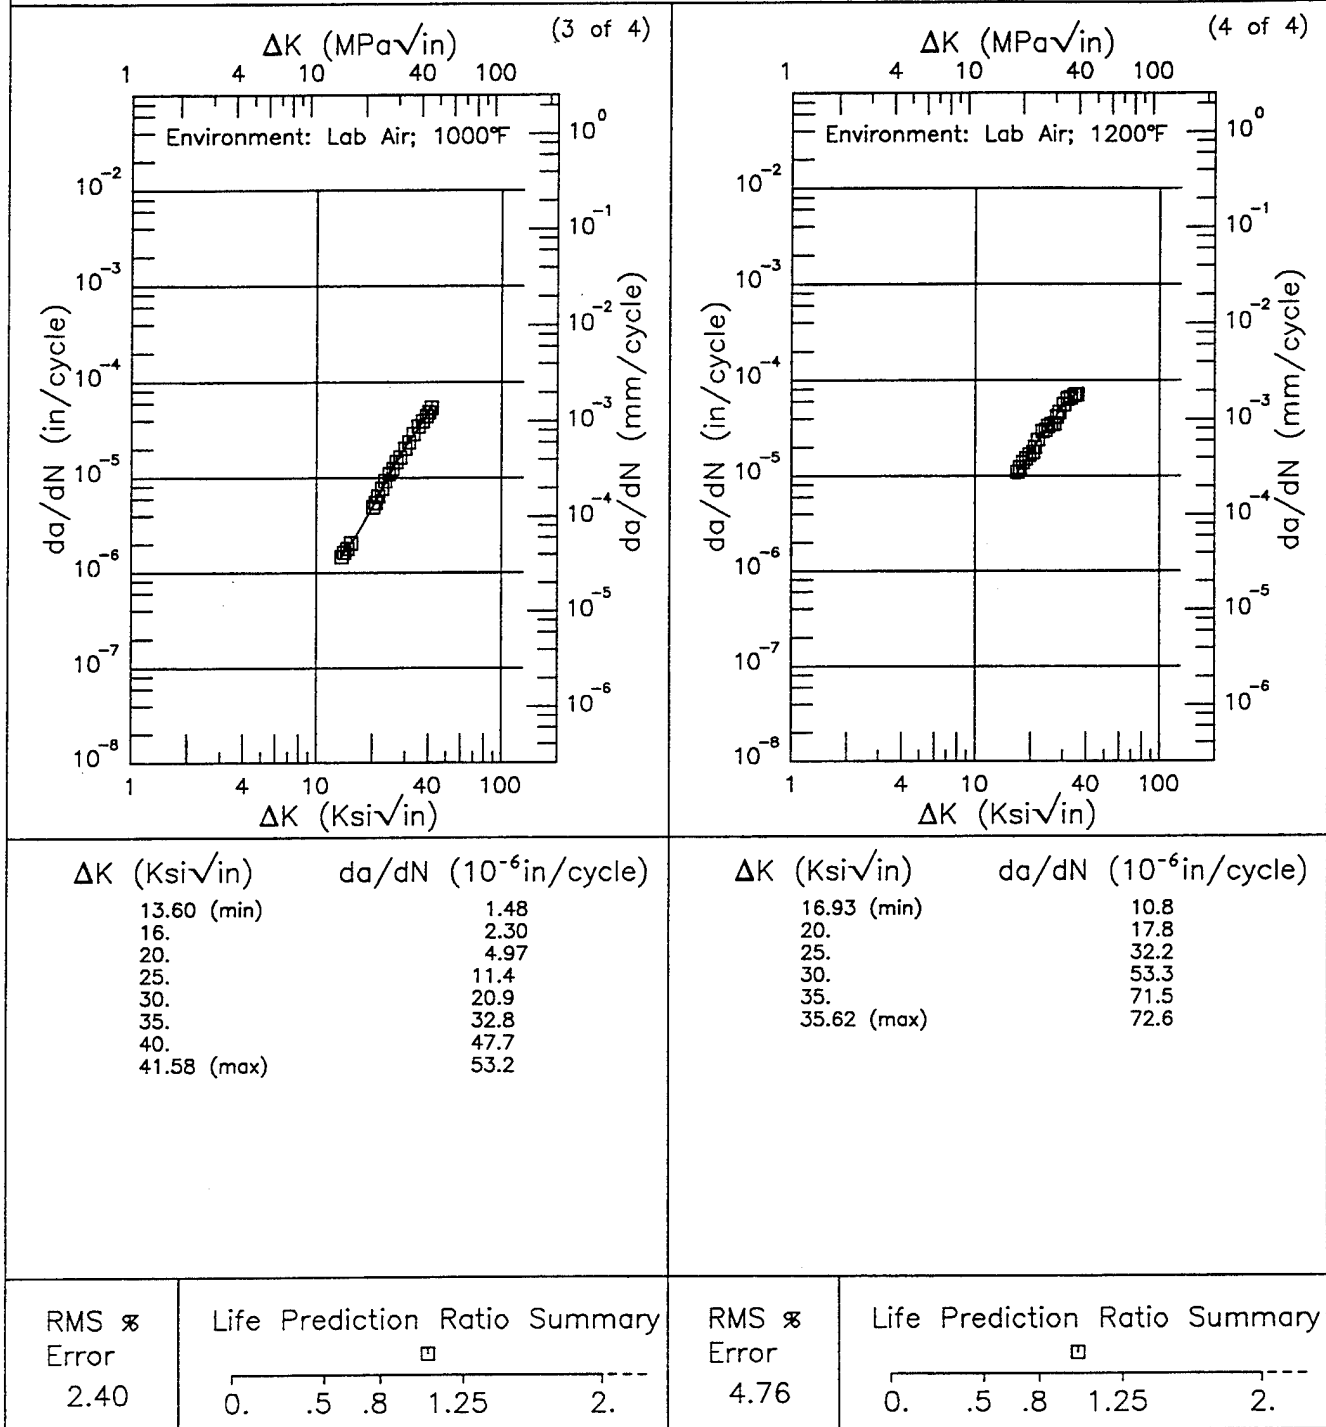 (3 of 4)
ΔK (MPa√in)
1 4 10 40 100
Environment: Lab Air; 1000°F
da/dN (in/cycle)
10⁻²
10⁻³
10⁻⁴
10⁻⁵
10⁻⁶
10⁻⁷
10⁻⁸
da/dN (mm/cycle)
10⁰
10⁻¹
10⁻²
10⁻³
10⁻⁴
10⁻⁵
10⁻⁶
1 4 10 40 100
ΔK (Ksi√in)
ΔK (Ksi√in) da/dN (10⁻⁶in/cycle)
13.60 (min) 1.48
16. 2.30
20. 4.97
25. 11.4
30. 20.9
35. 32.8
40. 47.7
41.58 (max) 53.2
RMS % Life Prediction Ratio Summary
Error
2.40
0. .5 .8 1.25 2.
(4 of 4)
ΔK (MPa√in)
1 4 10 40 100
Environment: Lab Air; 1200°F
da/dN (in/cycle)
10⁻²
10⁻³
10⁻⁴
10⁻⁵
10⁻⁶
10⁻⁷
10⁻⁸
da/dN (mm/cycle)
10⁰
10⁻¹
10⁻²
10⁻³
10⁻⁴
10⁻⁵
10⁻⁶
1 4 10 40 100
ΔK (Ksi√in)
ΔK (Ksi√in) da/dN (10⁻⁶in/cycle)
16.93 (min) 10.8
20. 17.8
25. 32.2
30. 53.3
35. 71.5
35.62 (max) 72.6
RMS % Life Prediction Ratio Summary
Error
4.76
0. .5 .8 1.25 2.